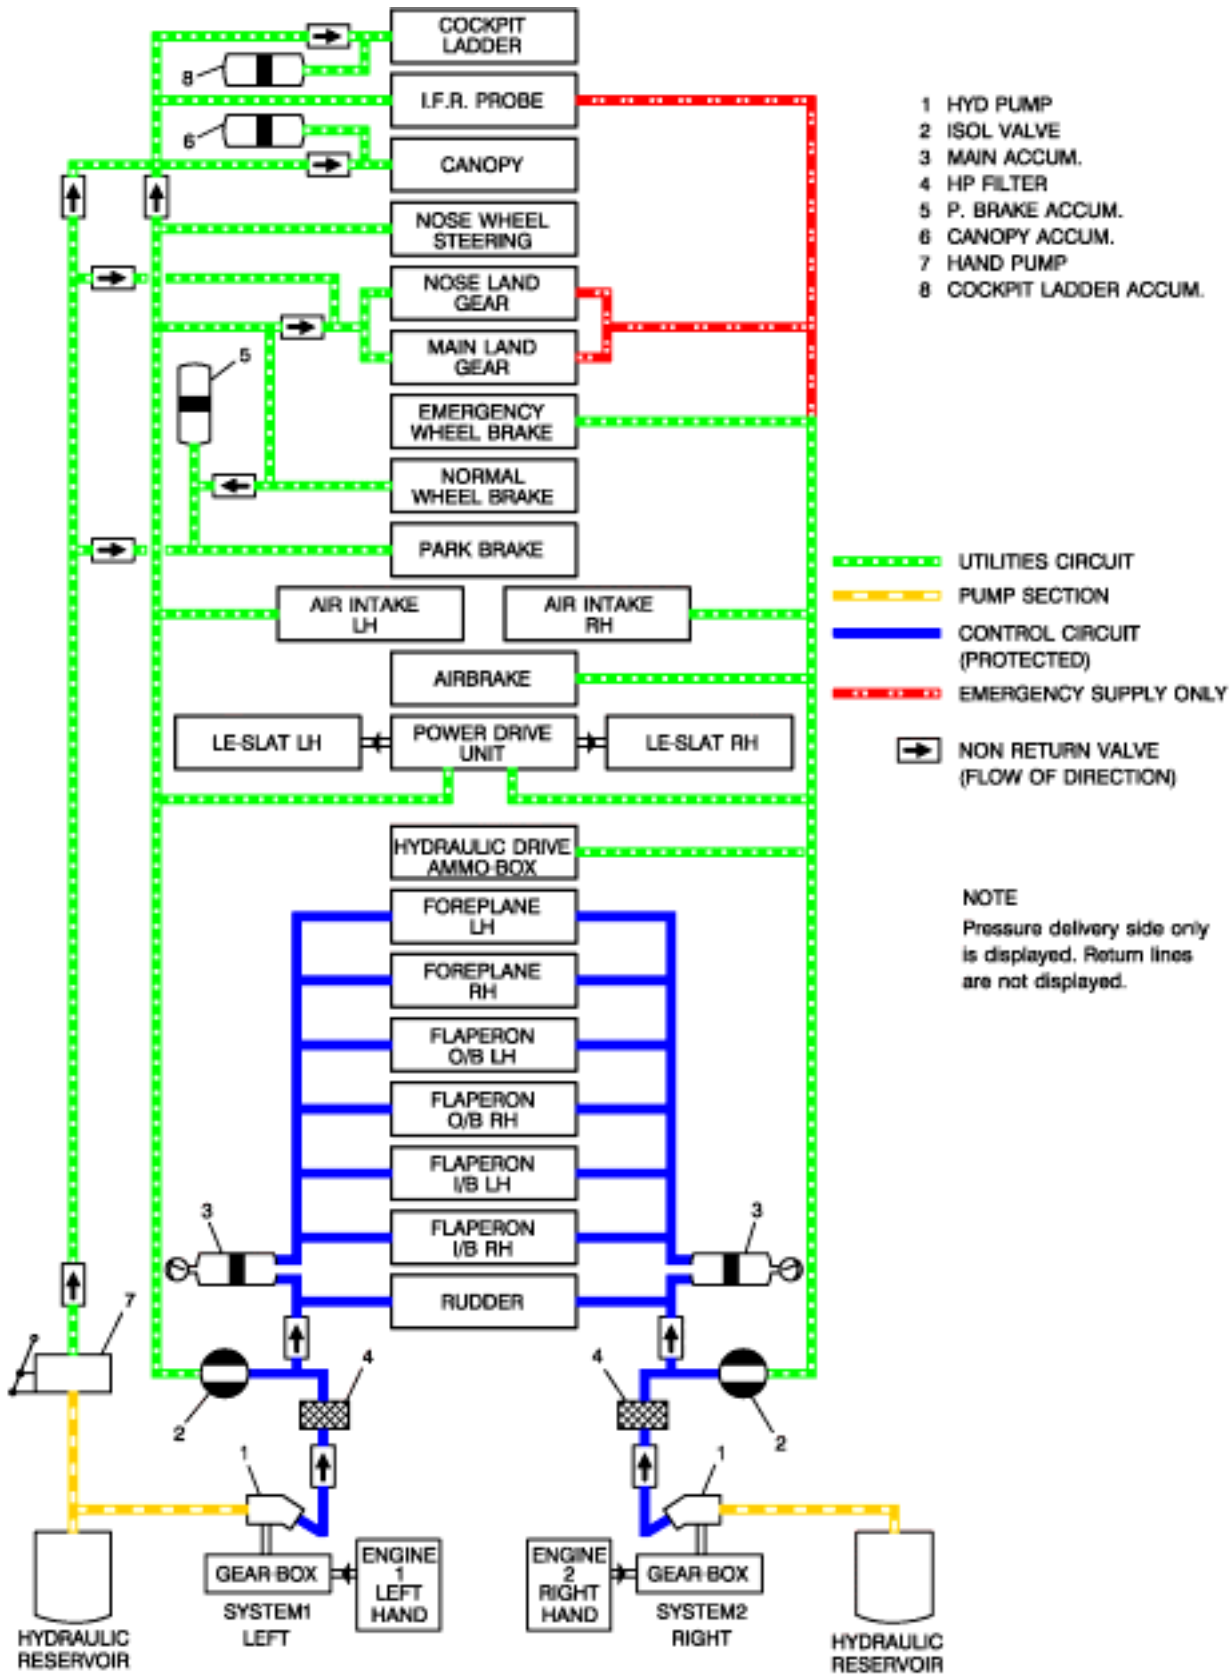 COCKPIT
LADDER
8
I.F.R. PROBE
6
CANOPY
NOSE WHEEL
STEERING
NOSE LAND
GEAR
5
MAIN LAND
GEAR
EMERGENCY
WHEEL BRAKE
NORMAL
WHEEL BRAKE
PARK BRAKE
AIR INTAKE
LH
AIR INTAKE
RH
AIRBRAKE
LE-SLAT LH
POWER DRIVE
UNIT
LE-SLAT RH
HYDRAULIC DRIVE
AMMO-BOX
FOREPLANE
LH
FOREPLANE
RH
FLAPERON
O/B LH
FLAPERON
O/B RH
FLAPERON
I/B LH
FLAPERON
I/B RH
3
3
RUDDER
7
4
4
2
2
1
1
GEAR-BOX
ENGINE
1
LEFT
HAND
ENGINE
2
RIGHT
HAND
GEAR-BOX
SYSTEM1
LEFT
SYSTEM2
RIGHT
HYDRAULIC
RESERVOIR
HYDRAULIC
RESERVOIR
1 HYD PUMP
2 ISOL VALVE
3 MAIN ACCUM.
4 HP FILTER
5 P. BRAKE ACCUM.
6 CANOPY ACCUM.
7 HAND PUMP
8 COCKPIT LADDER ACCUM.
UTILITIES CIRCUIT
PUMP SECTION
CONTROL CIRCUIT
(PROTECTED)
EMERGENCY SUPPLY ONLY
NON RETURN VALVE
(FLOW OF DIRECTION)
NOTE
Pressure delivery side only
is displayed. Return lines
are not displayed.